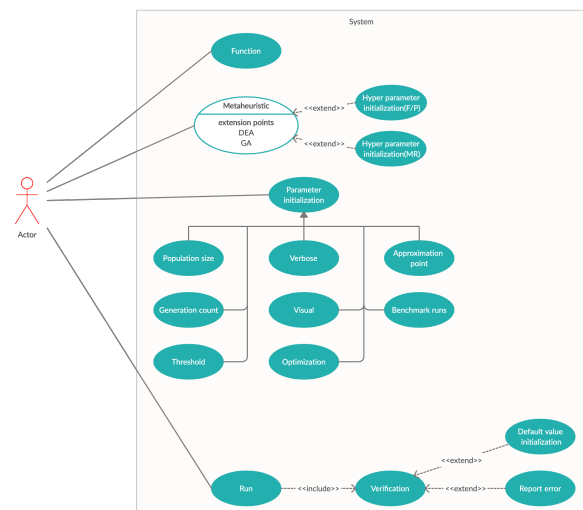 System
Function
Metaheuristic
extension points
DEA
GA
<<extend>>
Hyper parameter
initialization(F/P)
<<extend>>
Hyper parameter
initialization(MR)
Actor
Parameter
initialization
Population size
Verbose
Approximation
point
Generation count
Visual
Benchmark runs
Threshold
Optimization
Default value
initialization
<<extend>>
Run
<<include>>
Verification
<<extend>>
Report error